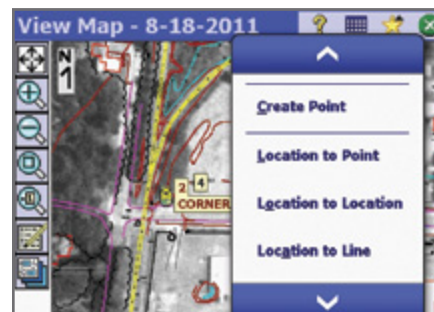 View Map - 8-18-2011
N
1
Create Point
Location to Point
2
4
CORNER
Location to Location
Location to Line